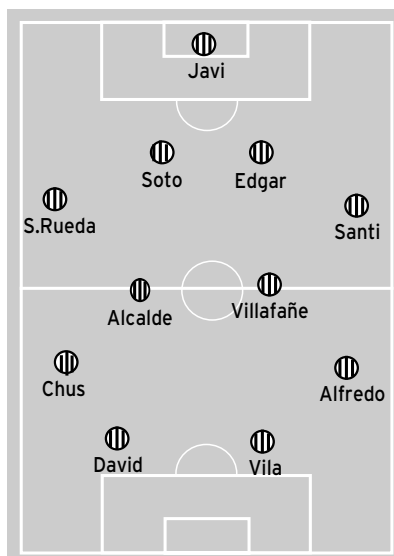 Javi
Soto
Edgar
S.Rueda
Santi
Alcalde
Villafañe
Chus
Alfredo
David
Vila